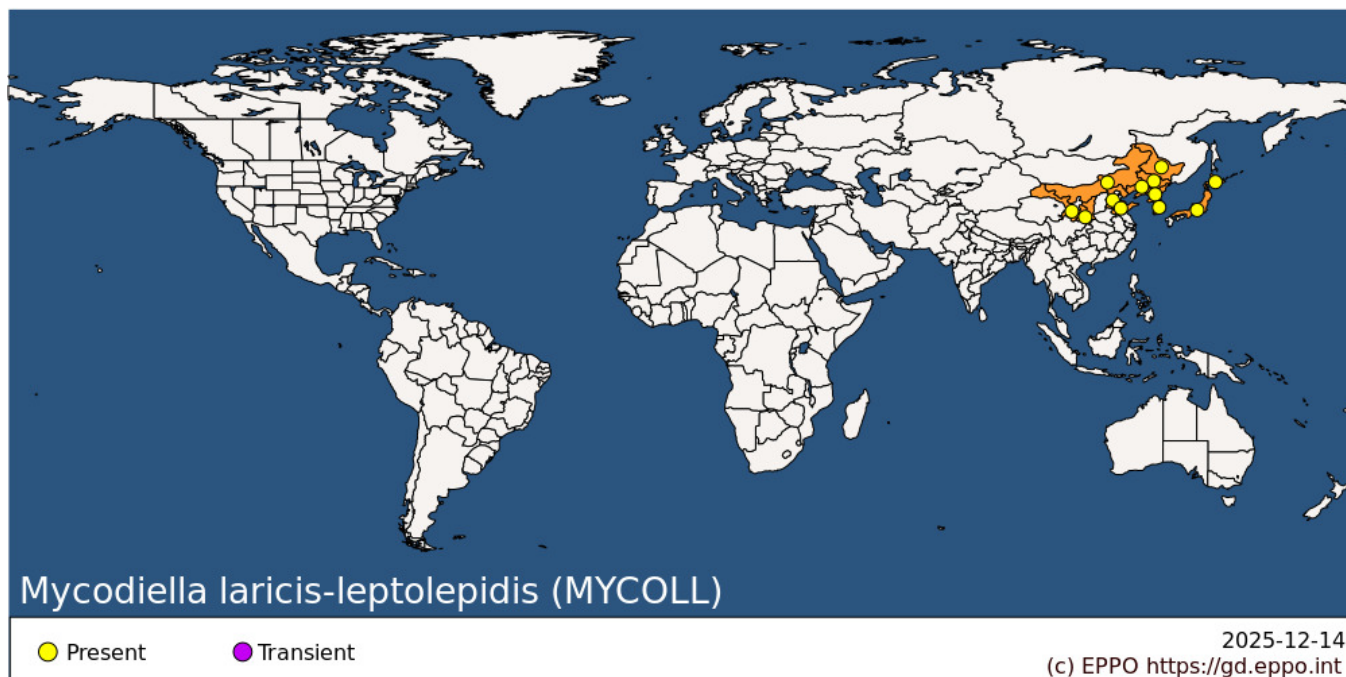 Mycodiella laricis-leptolepidis (MYCOLL)
Present
Transient
2025-12-14
(c) EPPO https://gd.eppo.int